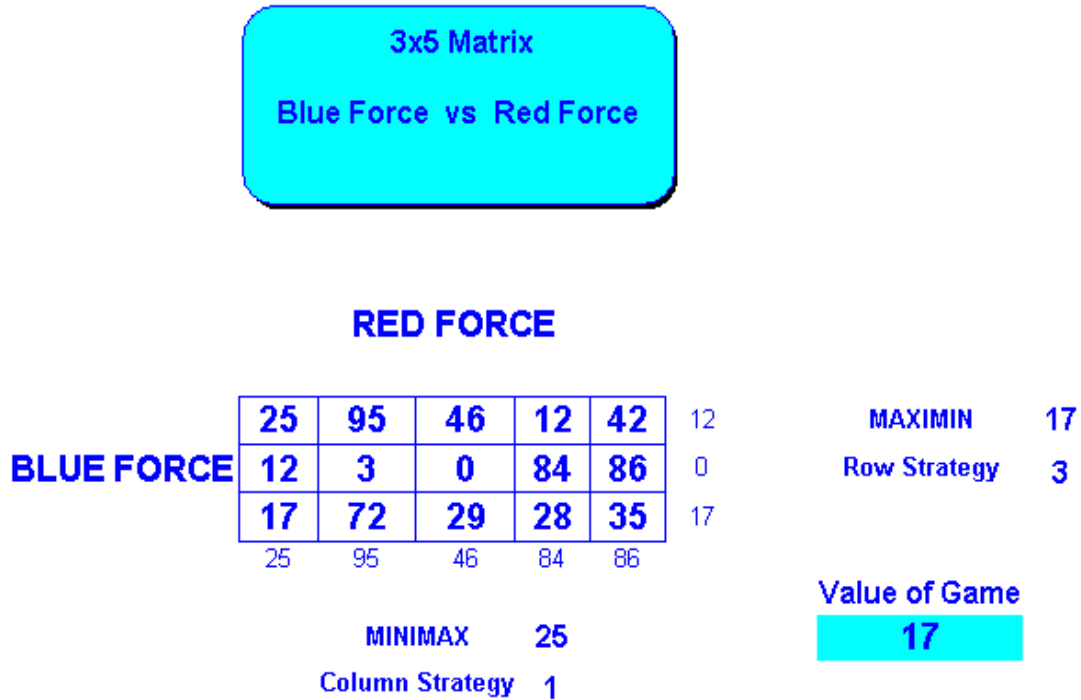 3x5 Matrix
Blue Force vs Red Force
RED FORCE
25 95 46 12 42 12 MAXIMIN 17
BLUE FORCE 12 3 0 84 86 0 Row Strategy 3
17 72 29 28 35 17
25 95 46 84 86
Value of Game
MINIMAX 25 17
Column Strategy 1